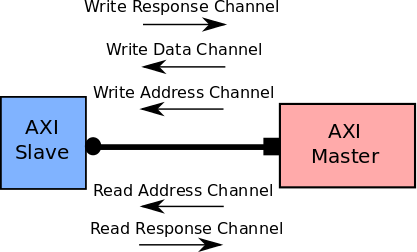 Write Response Channel
Write Data Channel
Write Address Channel
AXI
Slave
AXI
Master
Read Address Channel
Read Response Channel